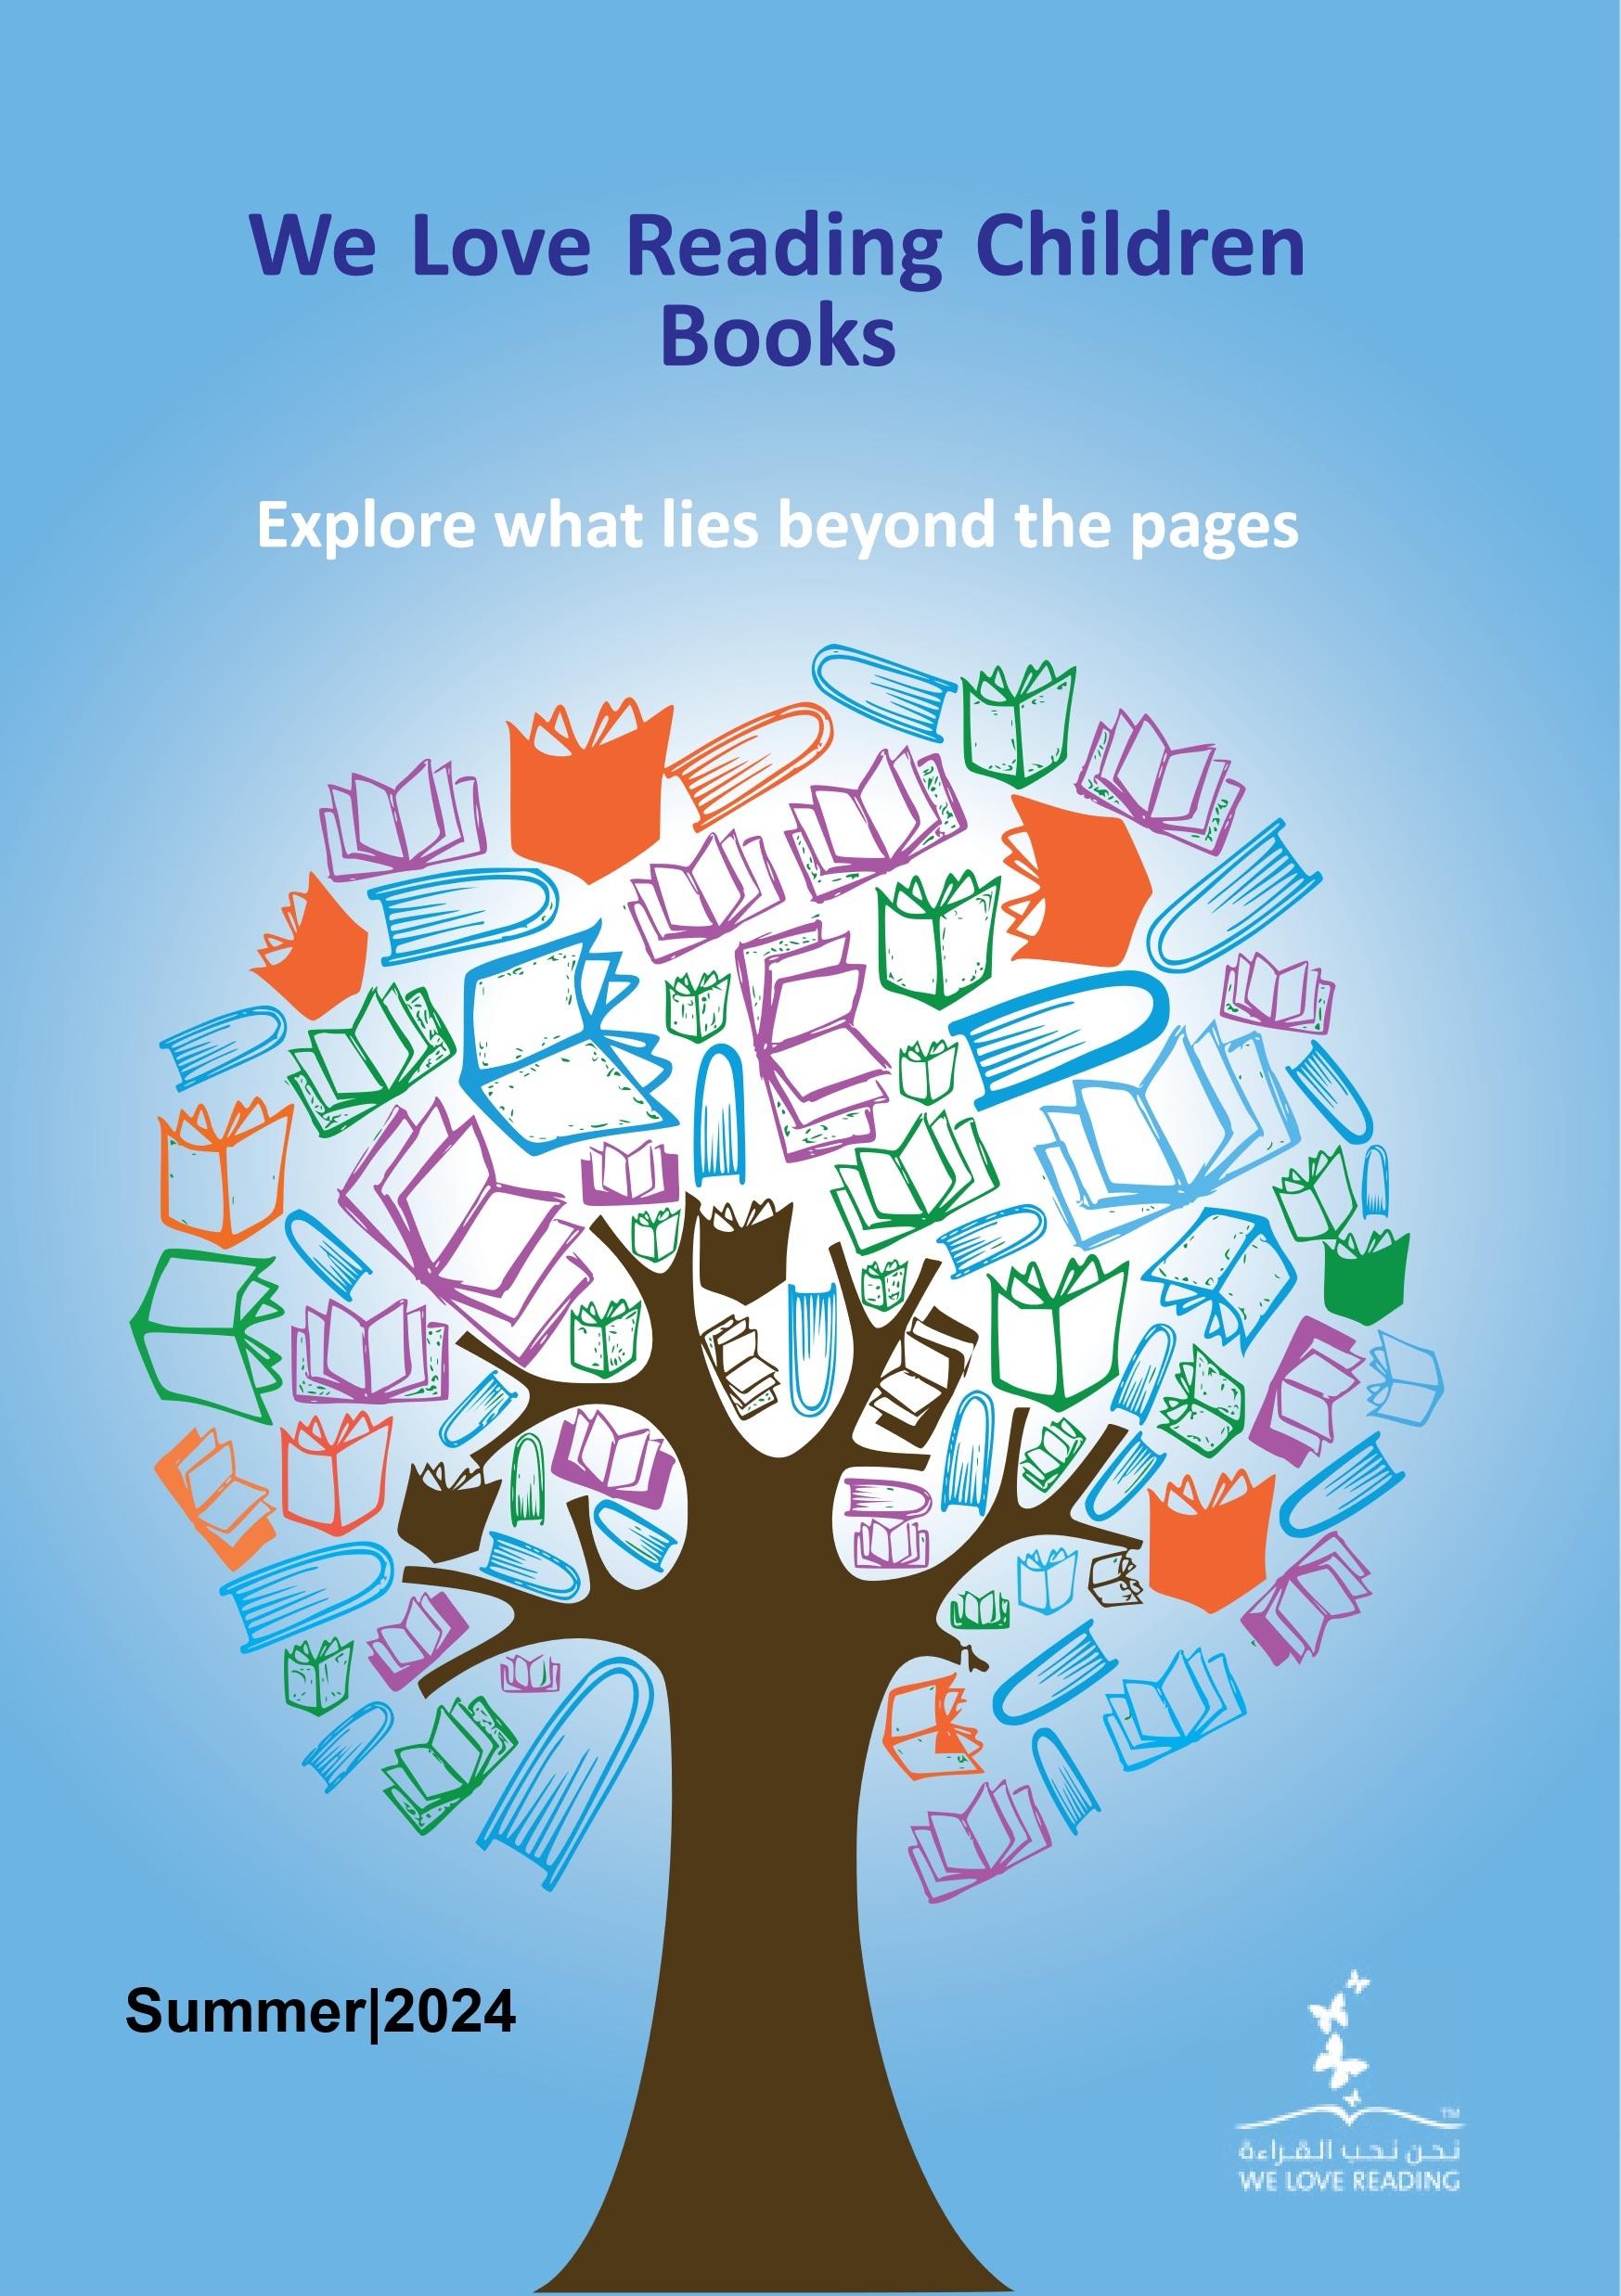 We Love Reading Children
Books
Explore what lies beyond the pages
Summer|2024
TM
نحن نحب القراءة
WE LOVE READING